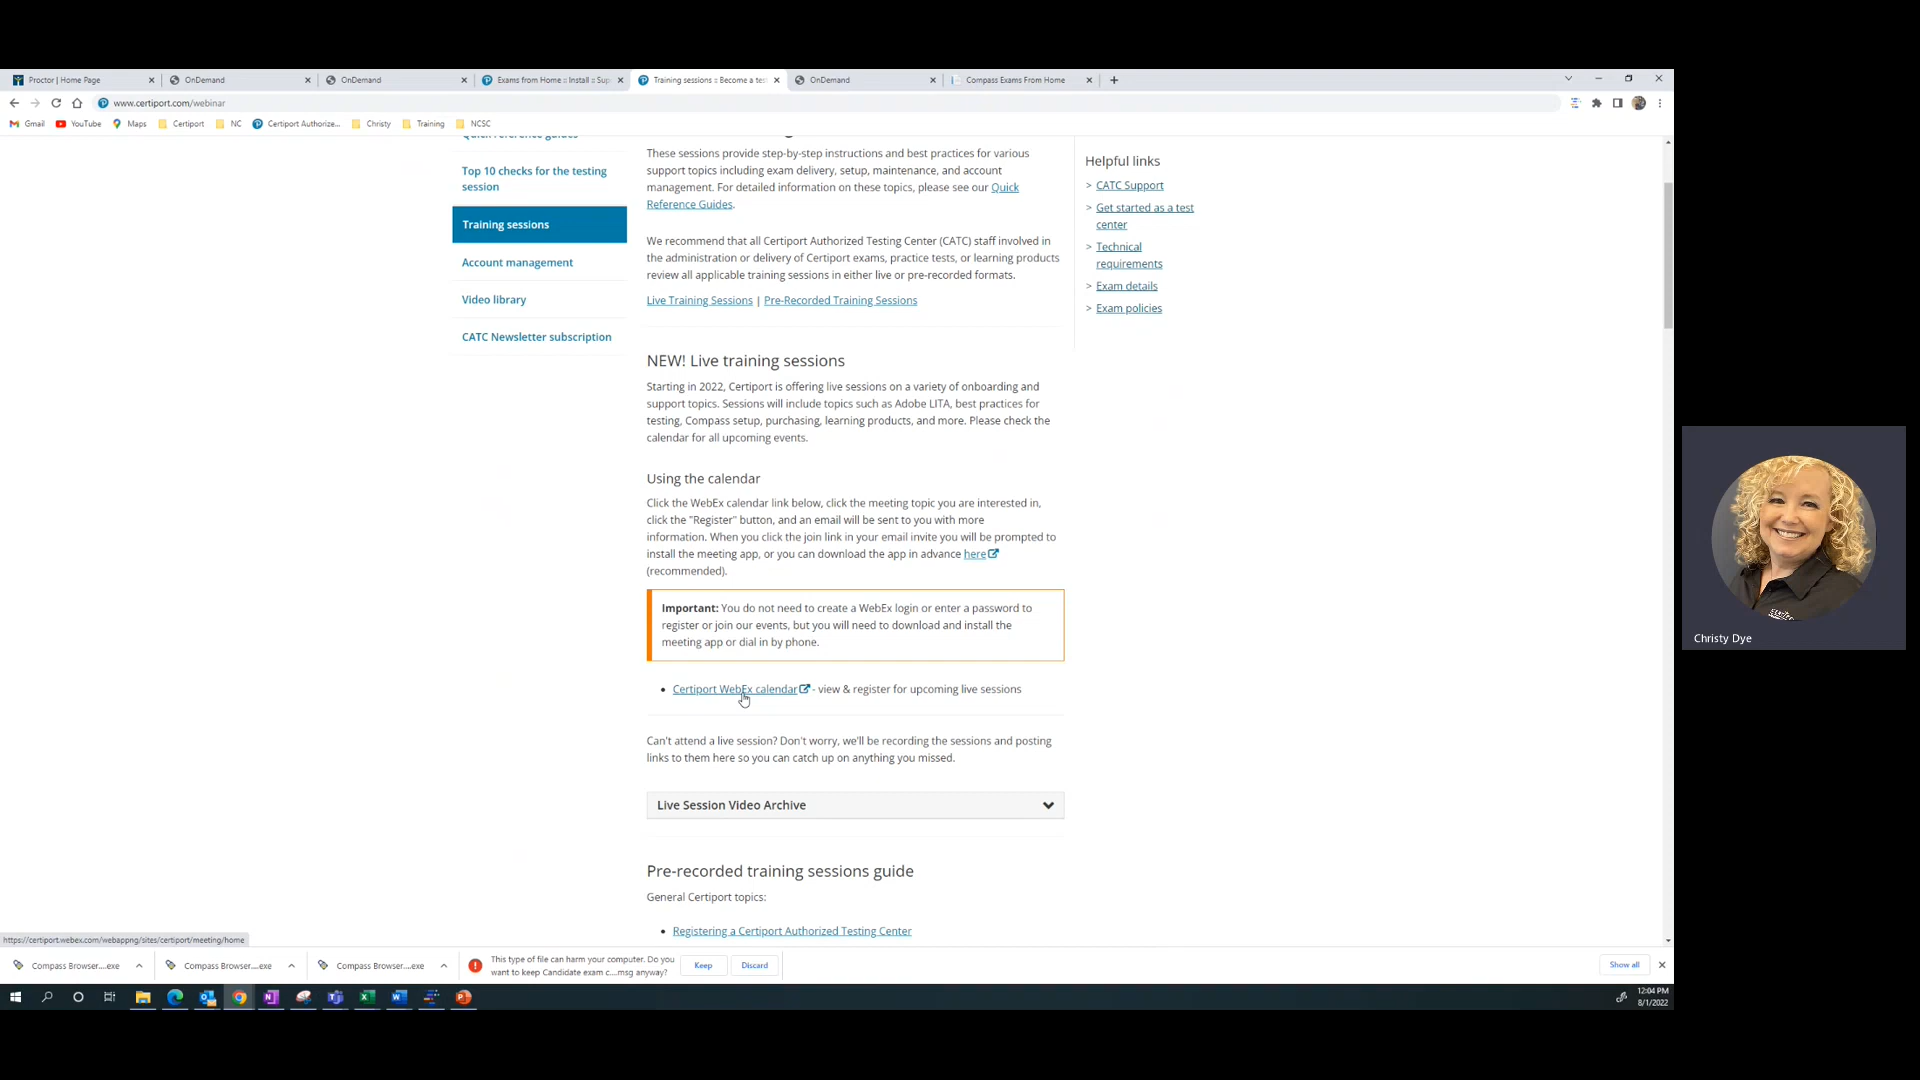 Proctor | Home Page
OnDemand
OnDemand
Exams from Home :: Install :: Sup
Training sessions :: Become a tes
OnDemand
Compass Exams From Home
www.certiport.com/webinar
Gmail
YouTube
Maps
Certiport
NC
Certiport Authorize...
Christy
Training
NCSC
Quick reference guides
Top 10 checks for the testing
session
Training sessions
Account management
Video library
CATC Newsletter subscription
These sessions provide step-by-step instructions and best practices for various
support topics including exam delivery, setup, maintenance, and account
management. For detailed information on these topics, please see our Quick
Reference Guides.
We recommend that all Certiport Authorized Testing Center (CATC) staff involved in
the administration or delivery of Certiport exams, practice tests, or learning products
review all applicable training sessions in either live or pre-recorded formats.
Live Training Sessions | Pre-Recorded Training Sessions
NEW! Live training sessions
Starting in 2022, Certiport is offering live sessions on a variety of onboarding and
support topics. Sessions will include topics such as Adobe LITA, best practices for
testing, Compass setup, purchasing, learning products, and more. Please check the
calendar for all upcoming events.
Using the calendar
Click the WebEx calendar link below, click the meeting topic you are interested in,
click the "Register" button, and an email will be sent to you with more
information. When you click the join link in your email invite you will be prompted to
install the meeting app, or you can download the app in advance here
(recommended).
Important: You do not need to create a WebEx login or enter a password to
register or join our events, but you will need to download and install the
meeting app or dial in by phone.
• Certiport WebEx calendar - view & register for upcoming live sessions
Can't attend a live session? Don't worry, we'll be recording the sessions and posting
links to them here so you can catch up on anything you missed.
Live Session Video Archive
Pre-recorded training sessions guide
General Certiport topics:
• Registering a Certiport Authorized Testing Center
Helpful links
> CATC Support
> Get started as a test
center
> Technical
requirements
> Exam details
> Exam policies
Christy Dye
https://certiport.webex.com/webappng/sites/certiport/meeting/home
Compass Browser....exe
Compass Browser....exe
Compass Browser....exe
This type of file can harm your computer. Do you
want to keep Candidate exam c....msg anyway?
Keep
Discard
Show all
12:04 PM
8/1/2022